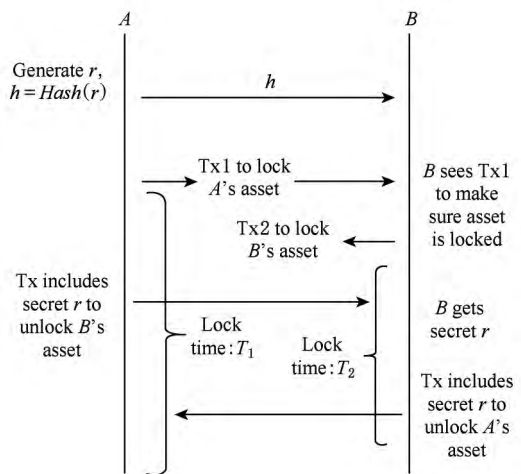 A
B
Generate r,
h=Hash(r)
h
Tx1 to lock
A's asset
B sees Tx1
to make
sure asset
is locked
Tx2 to lock
B's asset
Tx includes
secret r to
unlock B's
asset
Lock
time:T₁
Lock
time:T₂
B gets
secret r
Tx includes
secret r to
unlock A's
asset